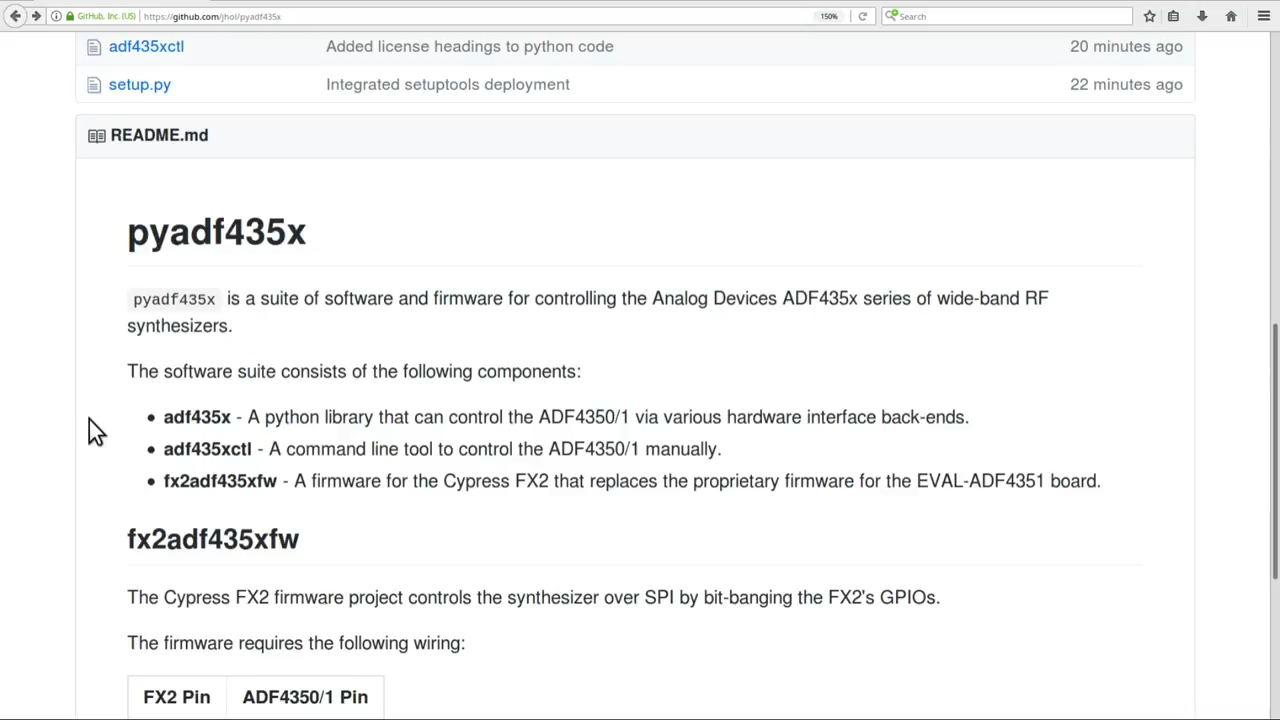 GitHub, Inc. (US) https://github.com/jhol/pyadf435x 150% Search
adf435xctl Added license headings to python code 20 minutes ago
setup.py Integrated setuptools deployment 22 minutes ago
README.md
pyadf435x
pyadf435x is a suite of software and firmware for controlling the Analog Devices ADF435x series of wide-band RF
synthesizers.
The software suite consists of the following components:
• adf435x - A python library that can control the ADF4350/1 via various hardware interface back-ends.
• adf435xctl - A command line tool to control the ADF4350/1 manually.
• fx2adf435xfw - A firmware for the Cypress FX2 that replaces the proprietary firmware for the EVAL-ADF4351 board.
fx2adf435xfw
The Cypress FX2 firmware project controls the synthesizer over SPI by bit-banging the FX2's GPIOs.
The firmware requires the following wiring:
FX2 Pin ADF4350/1 Pin